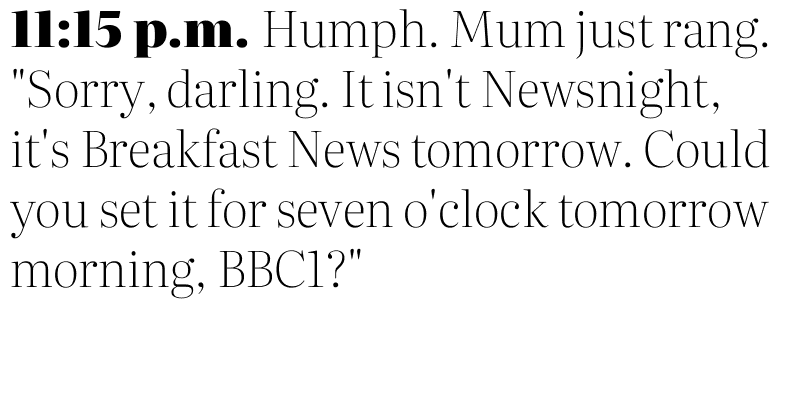 11:15 p.m. Humph. Mum just rang.
"Sorry, darling. It isn't Newsnight,
it's Breakfast News tomorrow. Could
you set it for seven o'clock tomorrow
morning, BBC1?"